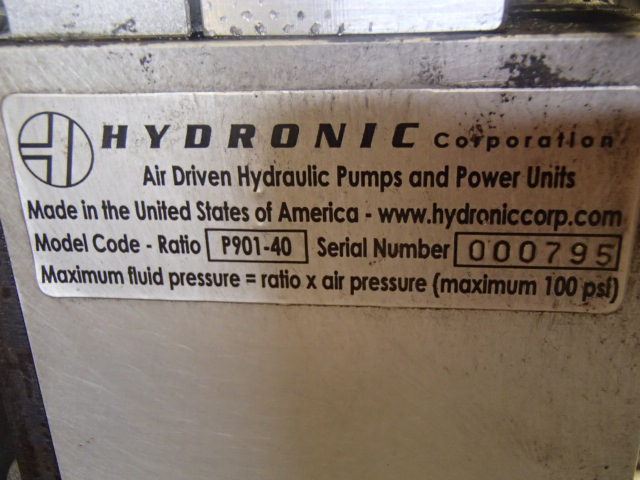 HYDRONIC Corporation
Air Driven Hydraulic Pumps and Power Units
Made in the United States of America - www.hydroniccorp.com
Model Code - Ratio P901-40 Serial Number 000795
Maximum fluid pressure = ratio x air pressure (maximum 100 psi)